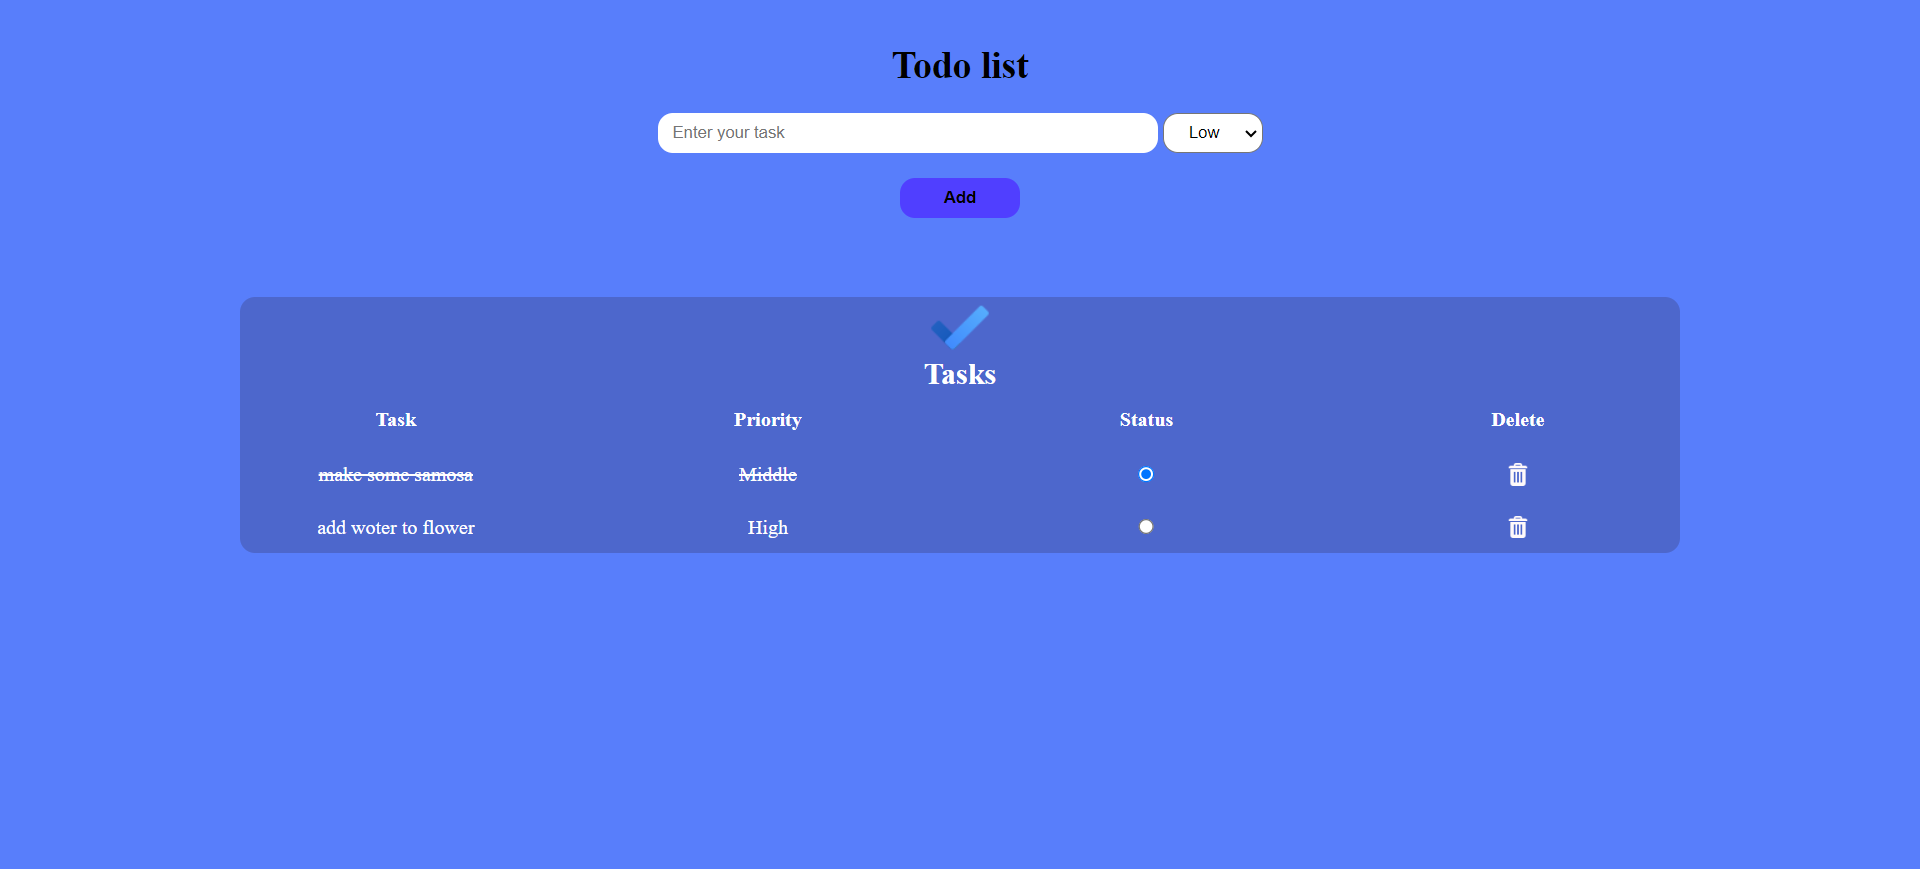 Todo list
Enter your task Low
Add
Tasks
Task Priority Status Delete
make some samosa Middle
add woter to flower High